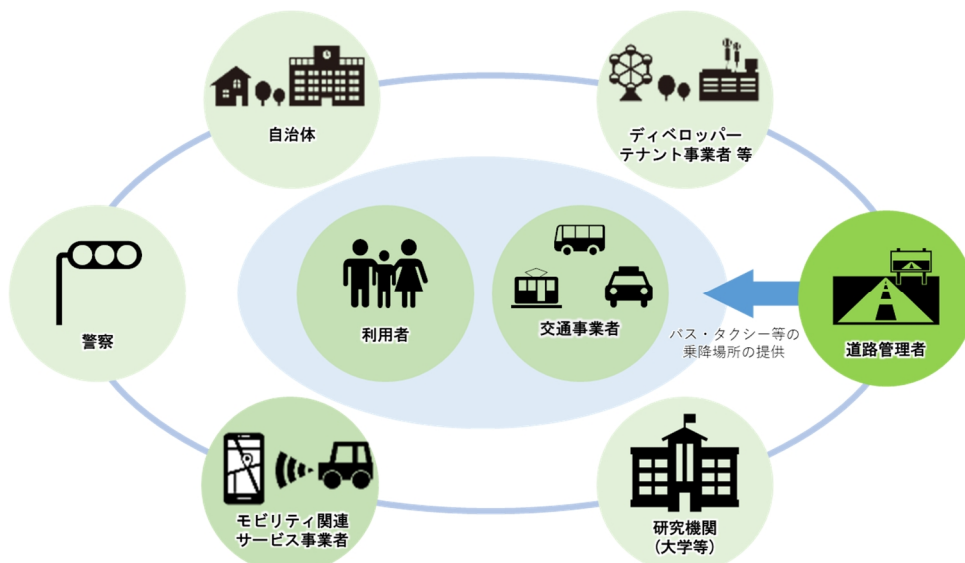 自治体
ディベロッパー
テナント事業者 等
警察
利用者
交通事業者
バス・タクシー等の
乗降場所の提供
道路管理者
モビリティ関連
サービス事業者
研究機関
(大学等)